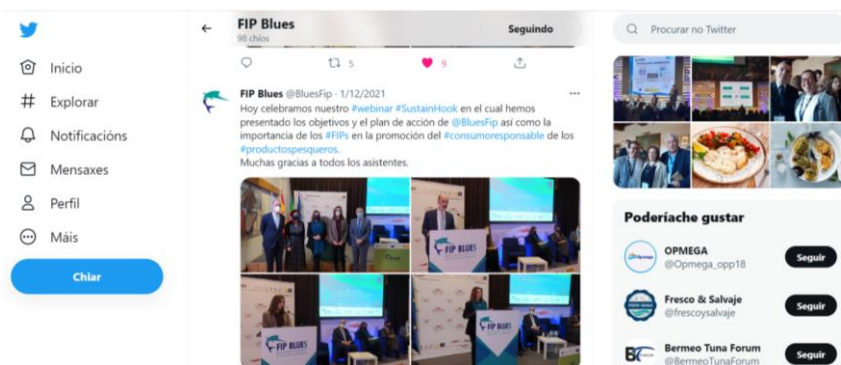 FIP Blues
98 chíos
Seguindo
Procurar no Twitter
Inicio
Explorar
Notificacións
Mensaxes
Perfil
Máis
Chiar
5
9
FIP Blues @BluesFip · 1/12/2021
Hoy celebramos nuestro #webinar #SustainHook en el cual hemos
presentado los objetivos y el plan de acción de @BluesFip así como la
importancia de los #FIPs en la promoción del #consumoresponsable de los
#productospesqueros.
Muchas gracias a todos los asistentes.
FIP BLUES
FIP BLUES
FIP BLUES
Poderíache gustar
OPMEGA
@Opmega_opp18
Seguir
Fresco & Salvaje
@frescoysalvaje
Seguir
Bermeo Tuna Forum
@BermeoTunaForum
Seguir